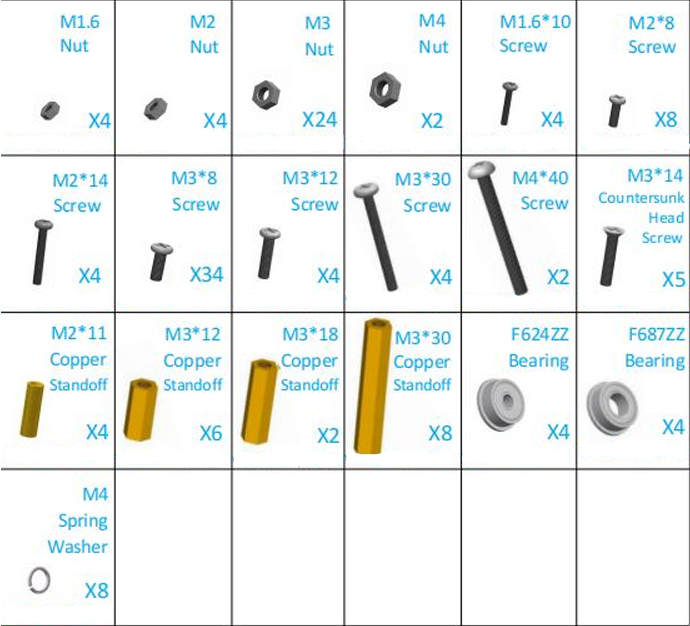 M1.6
Nut
X4
M2
Nut
X4
M3
Nut
X24
M4
Nut
X2
M1.6*10
Screw
X4
M2*8
Screw
X8
M2*14
Screw
X4
M3*8
Screw
X34
M3*12
Screw
X4
M3*30
Screw
X4
M4*40
Screw
X2
M3*14
Countersunk
Head
Screw
X5
M2*11
Copper
Standoff
X4
M3*12
Copper
Standoff
X6
M3*18
Copper
Standoff
X2
M3*30
Copper
Standoff
X8
F624ZZ
Bearing
X4
F687ZZ
Bearing
X4
M4
Spring
Washer
X8